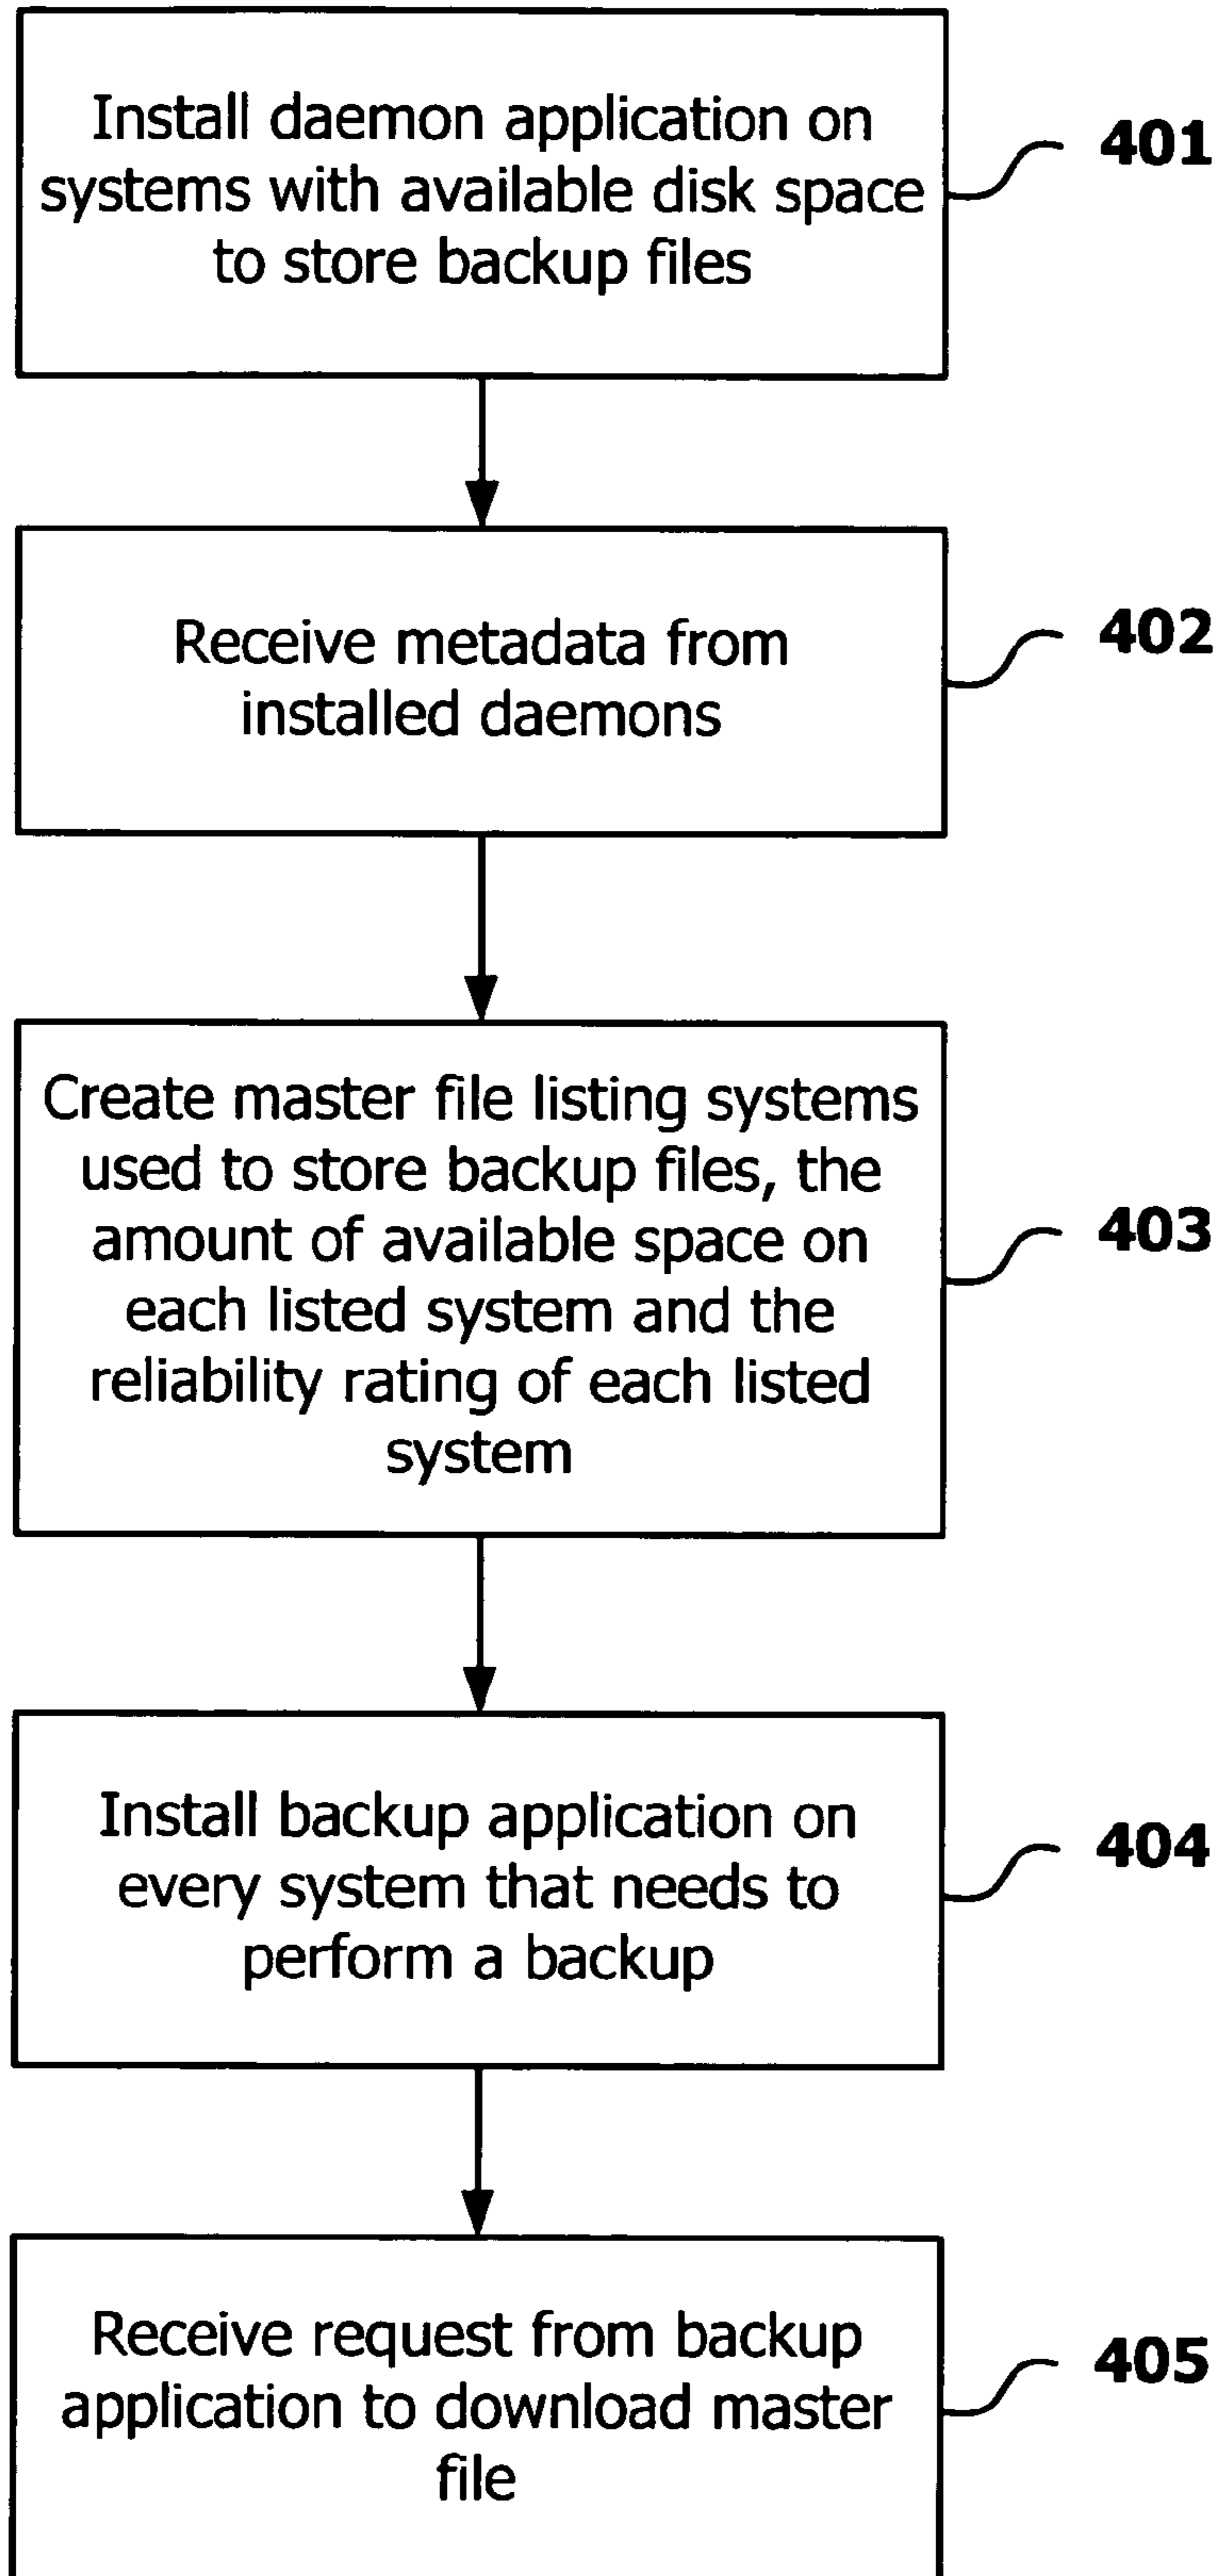 Install daemon application on
systems with available disk space
to store backup files
401
Receive metadata from
installed daemons
402
Create master file listing systems
used to store backup files, the
amount of available space on
each listed system and the
reliability rating of each listed
system
403
Install backup application on
every system that needs to
perform a backup
404
Receive request from backup
application to download master
file
405